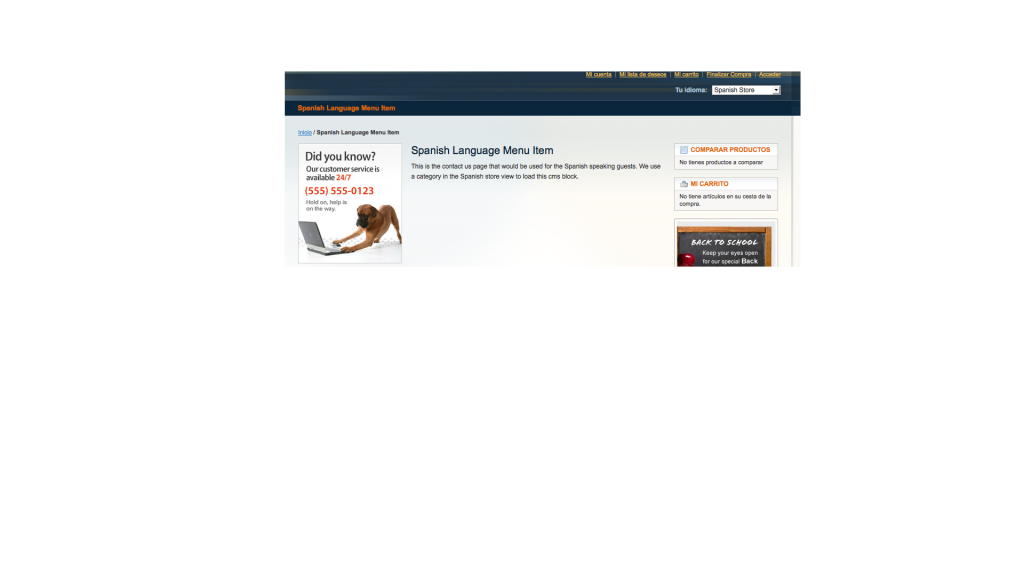 Mi cuenta | Mi lista de deseos | Mi carrito | Finalizar Compra | Acceder
Tu idioma: Spanish Store
Spanish Language Menu Item
Inicio / Spanish Language Menu Item
Did you know?
Our customer service is
available 24/7
(555) 555-0123
Hold on, help is
on the way.
Spanish Language Menu Item
This is the contact us page that would be used for the Spanish speaking guests. We use
a category in the Spanish store view to load this cms block.
COMPARAR PRODUCTOS
No tienes productos a comparar
MI CARRITO
No tiene artículos en su cesta de la
compra.
BACK TO SCHOOL
Keep your eyes open
for our special Back